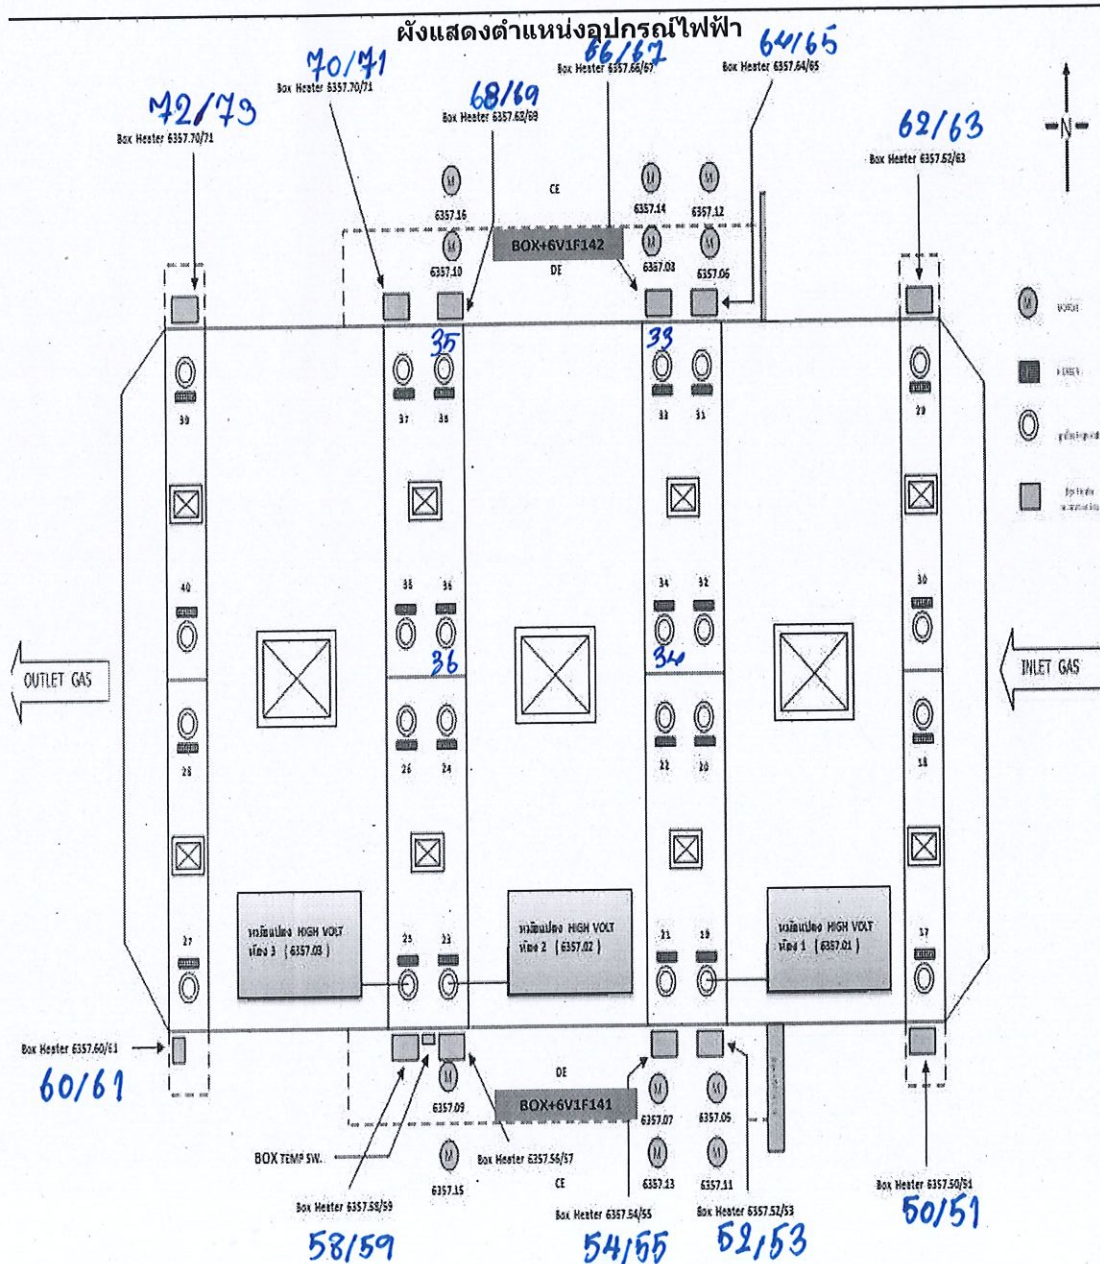 ผังแสดงตำแหน่งอุปกรณ์ไฟฟ้า
66/67
64/65
70/71
Box Heater 6357.66/67
Box Heater 6357.64/65
Box Heater 6357.70/71
68/69
72/73
Box Heater 6357.68/69
62/63
Box Heater 6357.70/71
N
Box Heater 6357.52/63
M
M
M
CE
6357.16
6357.14
6357.12
M
BOX+6V1F142
M
M
6357.10
DE
6357.08
6357.06
M
35
33
39
37
35
33
31
29
40
38
36
34
32
30
OUTLET GAS
36
34
INLET GAS
28
26
24
22
20
18
หม้อแปลง HIGH VOLT
ห้อง 3 ( 6357.03 )
หม้อแปลง HIGH VOLT
ห้อง 2 ( 6357.02 )
หม้อแปลง HIGH VOLT
ห้อง 1 ( 6357.01 )
27
25
23
21
19
17
Box Heater 6357.60/61
60/61
DE
M
M
M
6357.09
BOX+6V1F141
6357.07
6357.05
BOX TEMP SW.
M
Box Heater 6357.56/57
M
M
6357.15
CE
6357.13
6357.11
Box Heater 6357.50/51
Box Heater 6357.58/59
Box Heater 6357.54/55
Box Heater 6357.52/53
50/51
58/59
54/55
52/53